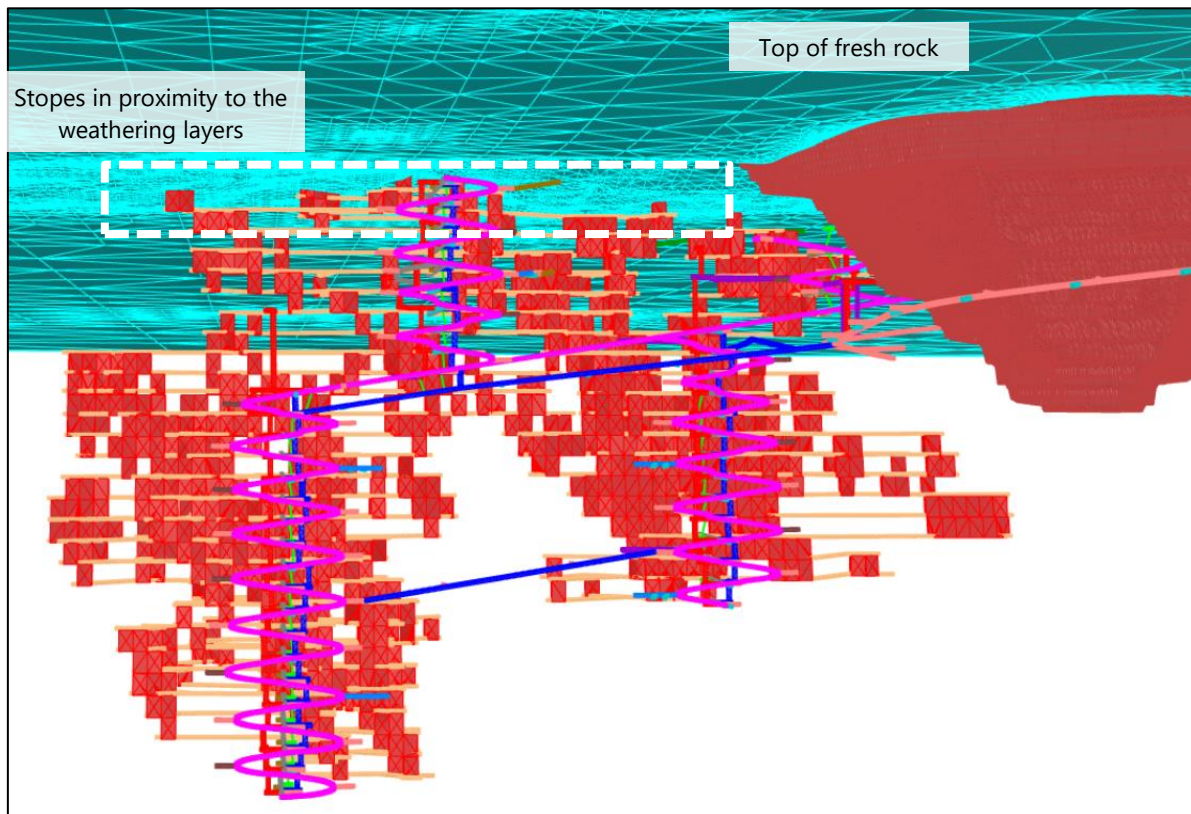 Top of fresh rock
Stopes in proximity to the
weathering layers